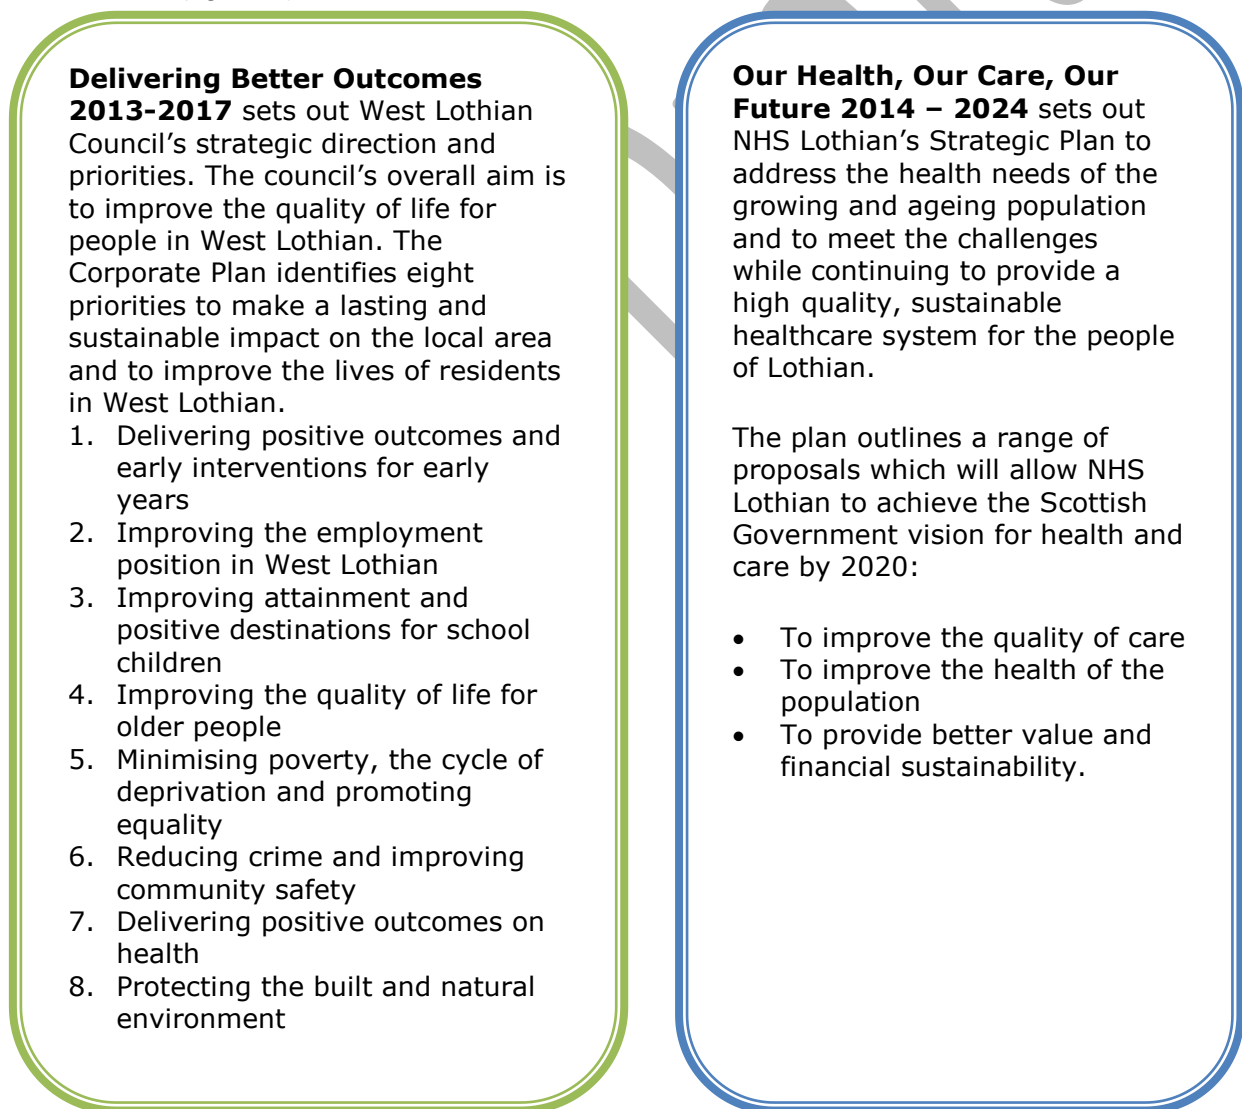 Delivering Better Outcomes
2013-2017 sets out West Lothian
Council’s strategic direction and
priorities. The council’s overall aim is
to improve the quality of life for
people in West Lothian. The
Corporate Plan identifies eight
priorities to make a lasting and
sustainable impact on the local area
and to improve the lives of residents
in West Lothian.
1. Delivering positive outcomes and
early interventions for early
years
2. Improving the employment
position in West Lothian
3. Improving attainment and
positive destinations for school
children
4. Improving the quality of life for
older people
5. Minimising poverty, the cycle of
deprivation and promoting
equality
6. Reducing crime and improving
community safety
7. Delivering positive outcomes on
health
8. Protecting the built and natural
environment
Our Health, Our Care, Our
Future 2014 – 2024 sets out
NHS Lothian’s Strategic Plan to
address the health needs of the
growing and ageing population
and to meet the challenges
while continuing to provide a
high quality, sustainable
healthcare system for the people
of Lothian.
The plan outlines a range of
proposals which will allow NHS
Lothian to achieve the Scottish
Government vision for health and
care by 2020:
• To improve the quality of care
• To improve the health of the
population
• To provide better value and
financial sustainability.